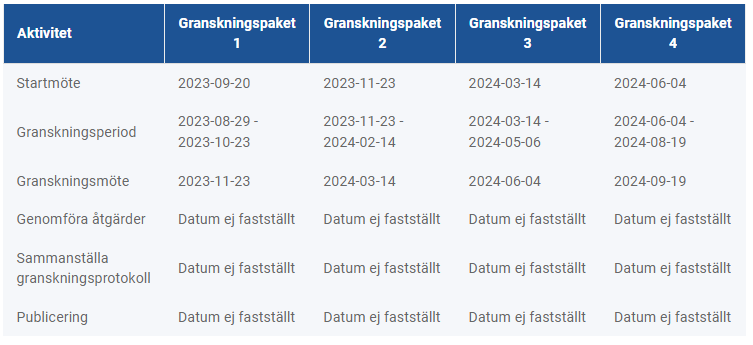 Aktivitet Granskningspaket 1 Granskningspaket 2 Granskningspaket 3 Granskningspaket 4
Startmöte 2023-09-20 2023-11-23 2024-03-14 2024-06-04
Granskningsperiod 2023-08-29 - 2023-10-23 2023-11-23 - 2024-02-14 2024-03-14 - 2024-05-06 2024-06-04 - 2024-08-19
Granskningsmöte 2023-11-23 2024-03-14 2024-06-04 2024-09-19
Genomföra åtgärder Datum ej fastställt Datum ej fastställt Datum ej fastställt Datum ej fastställt
Sammanställa granskningsprotokoll Datum ej fastställt Datum ej fastställt Datum ej fastställt Datum ej fastställt
Publicering Datum ej fastställt Datum ej fastställt Datum ej fastställt Datum ej fastställt